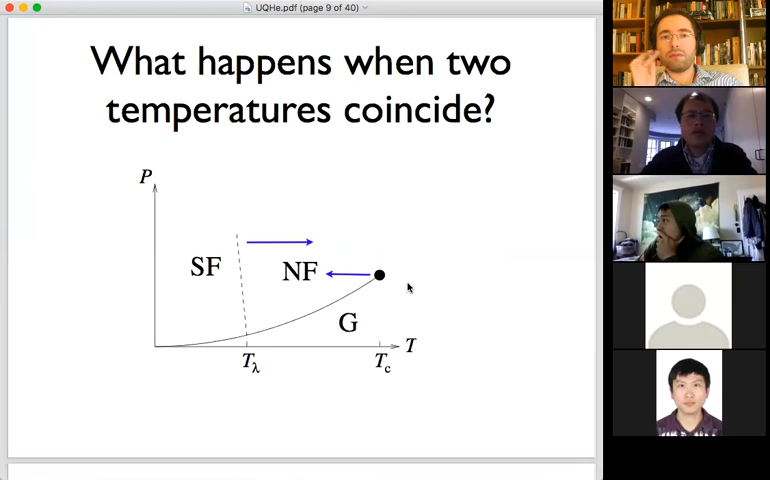 UQHe.pdf (page 9 of 40)
What happens when two
temperatures coincide?
P
SF
NF
G
T
Tλ
Tc